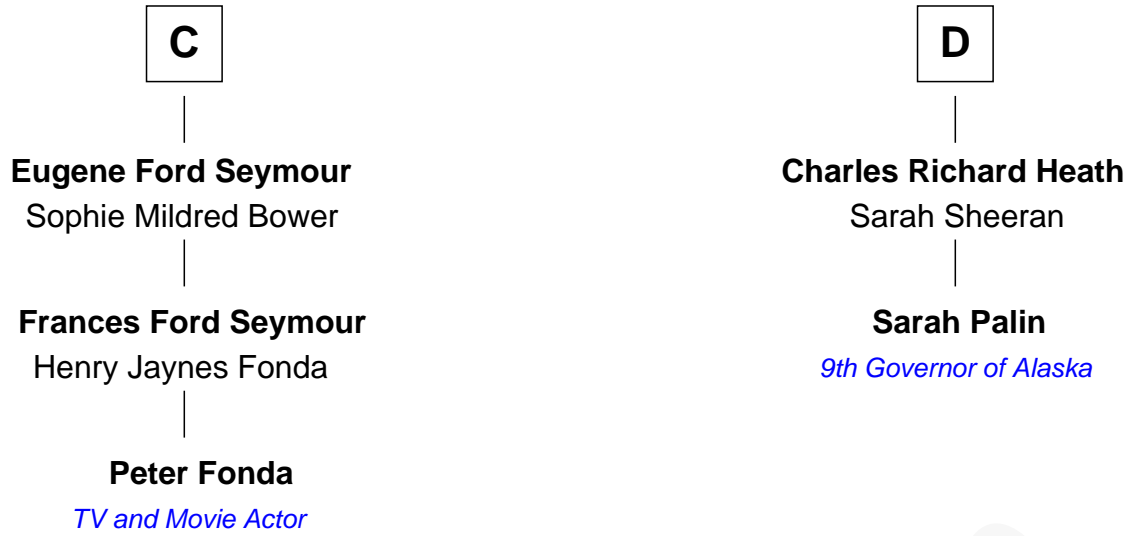 C
Eugene Ford Seymour
Sophie Mildred Bower
Frances Ford Seymour
Henry Jaynes Fonda
Peter Fonda
TV and Movie Actor
D
Charles Richard Heath
Sarah Sheeran
Sarah Palin
9th Governor of Alaska